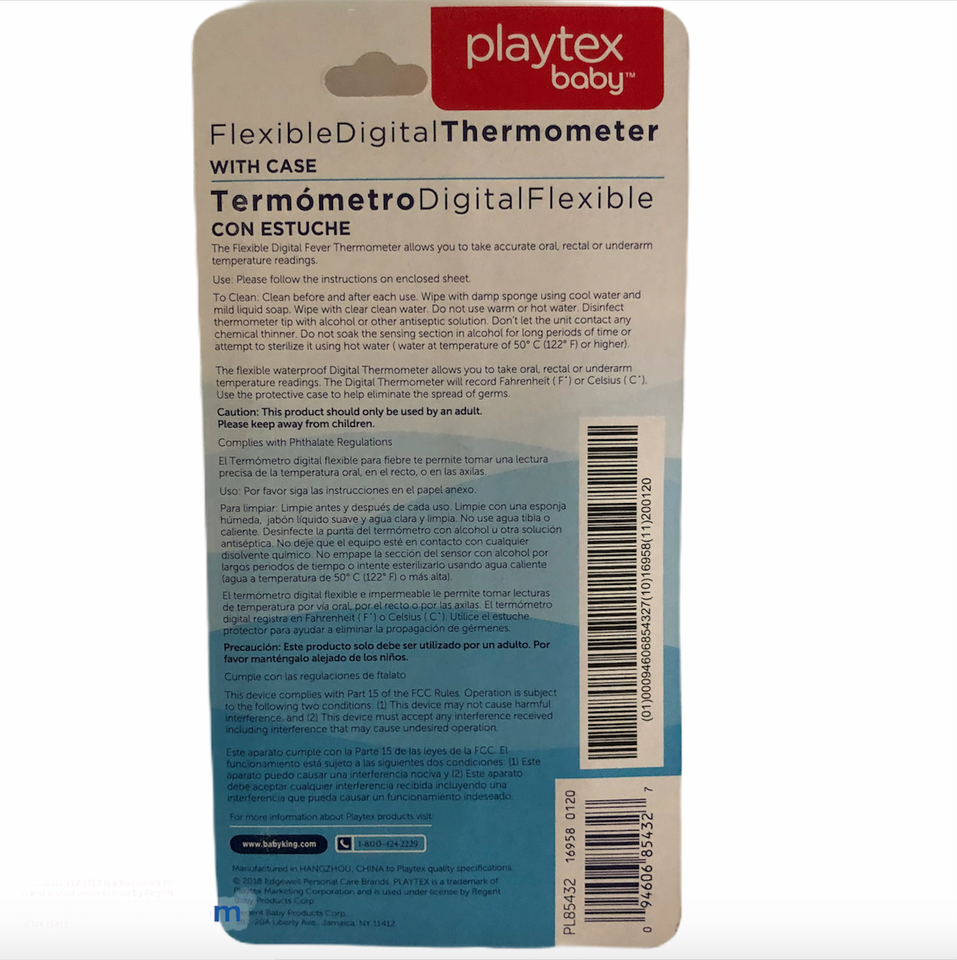 playtex
baby™
FlexibleDigitalThermometer
WITH CASE
TermómetroDigitalFlexible
CON ESTUCHE
The Flexible Digital Fever Thermometer allows you to take accurate oral, rectal or underarm
temperature readings.
Use: Please follow the instructions on enclosed sheet.
To Clean: Clean before and after each use. Wipe with damp sponge using cool water and
mild liquid soap. Wipe with clear clean water. Do not use warm or hot water. Disinfect
thermometer tip with alcohol or other antiseptic solution. Don't let the unit contact any
chemical thinner. Do not soak the sensing section in alcohol for long periods of time or
attempt to sterilize it using hot water ( water at temperature of 50° C (122° F) or higher).
The flexible waterproof Digital Thermometer allows you to take oral, rectal or underarm
temperature readings. The Digital Thermometer will record Fahrenheit ( F˚) or Celsius ( C˚).
Use the protective case to help eliminate the spread of germs.
Caution: This product should only be used by an adult.
Please keep away from children.
Complies with Phthalate Regulations
El Termómetro digital flexible para fiebre te permite tomar una lectura
precisa de la temperatura oral, en el recto, o en las axilas.
Uso: Por favor siga las instrucciones en el papel anexo.
Para limpiar: Limpie antes y después de cada uso. Limpie con una esponja
húmeda, jabón líquido suave y agua clara y limpia. No use agua tibia o
caliente. Desinfecte la punta del termómetro con alcohol u otra solución
antiséptica. No deje que el equipo esté en contacto con cualquier
disolvente químico. No empape la sección del sensor con alcohol por
largos periodos de tiempo o intente esterilizarlo usando agua caliente
(agua a temperatura de 50° C (122° F) o más alta).
El termómetro digital flexible e impermeable le permite tomar lecturas
de temperatura por vía oral, por el recto o por las axilas. El termómetro
digital registra en Fahrenheit ( F˚) o Celsius ( C˚). Utilice el estuche
protector para ayudar a eliminar la propagación de gérmenes.
Precaución: Este producto solo debe ser utilizado por un adulto. Por
favor manténgalo alejado de los niños.
Cumple con las regulaciones de ftalato
This device complies with Part 15 of the FCC Rules. Operation is subject
to the following two conditions: (1) This device may not cause harmful
interference, and (2) This device must accept any interference received
including interference that may cause undesired operation.
Este aparato cumple con la Parte 15 de las leyes de la FCC. El
funcionamiento está sujeto a las siguientes dos condiciones: (1) Este
aparato puedo causar una interferencia nociva y (2) Este aparato
debe aceptar cualquier interferencia recibida incluyendo una
interferencia que pueda causar un funcionamiento indeseado.
For more information about Playtex products visit:
www.babyking.com
1-800-424-2229
Manufactured in HANGZHOU, CHINA to Playtex quality specifications.
© 2018 Edgewell Personal Care Brands. PLAYTEX is a trademark of
Playtex Marketing Corporation and is used under license by Regent
Baby Products Corp.
Regent Baby Products Corp.
20A Liberty Ave., Jamaica, NY 11412
m
(01)00094606854327(10)16958(11)200120
PL85432 16958 0120
0 94606 85432 7